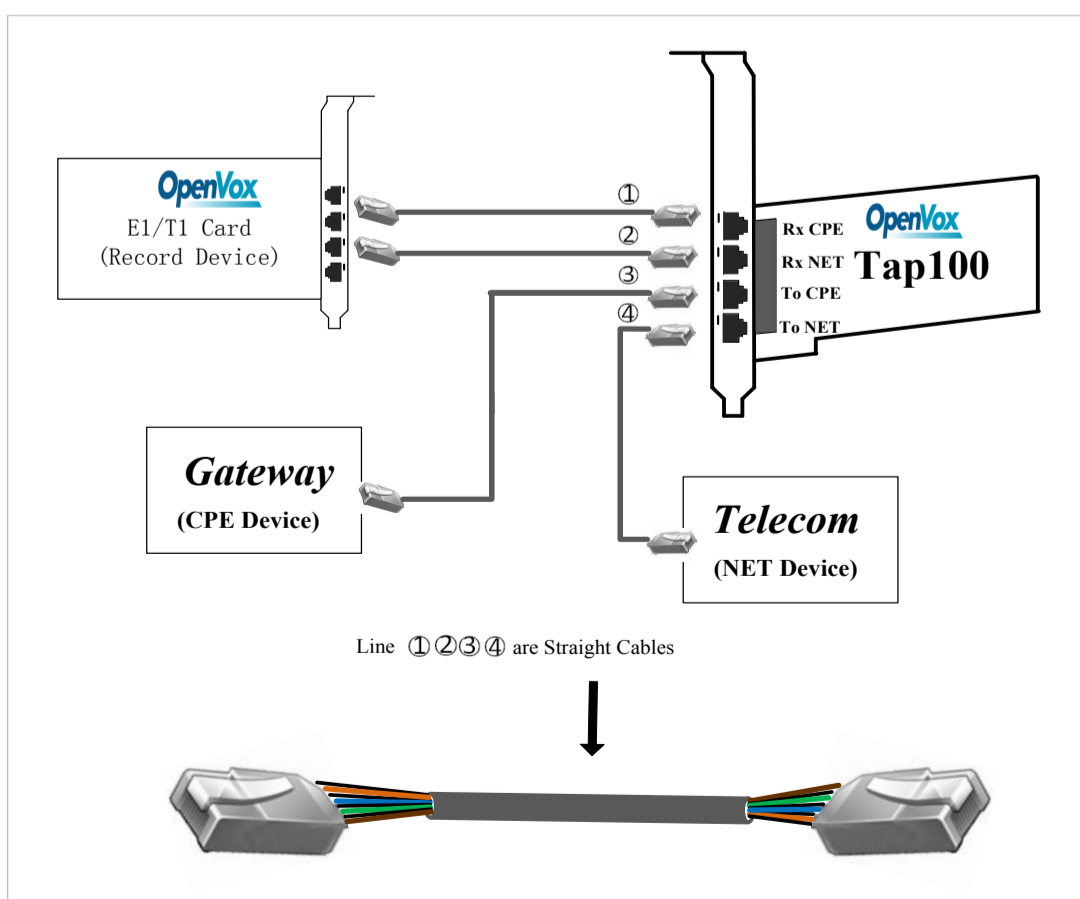 OpenVox
E1/T1 Card
(Record Device)
①
②
③
④
Rx CPE
Rx NET
To CPE
To NET
OpenVox
Tap100
Gateway
(CPE Device)
Telecom
(NET Device)
Line ①②③④ are Straight Cables